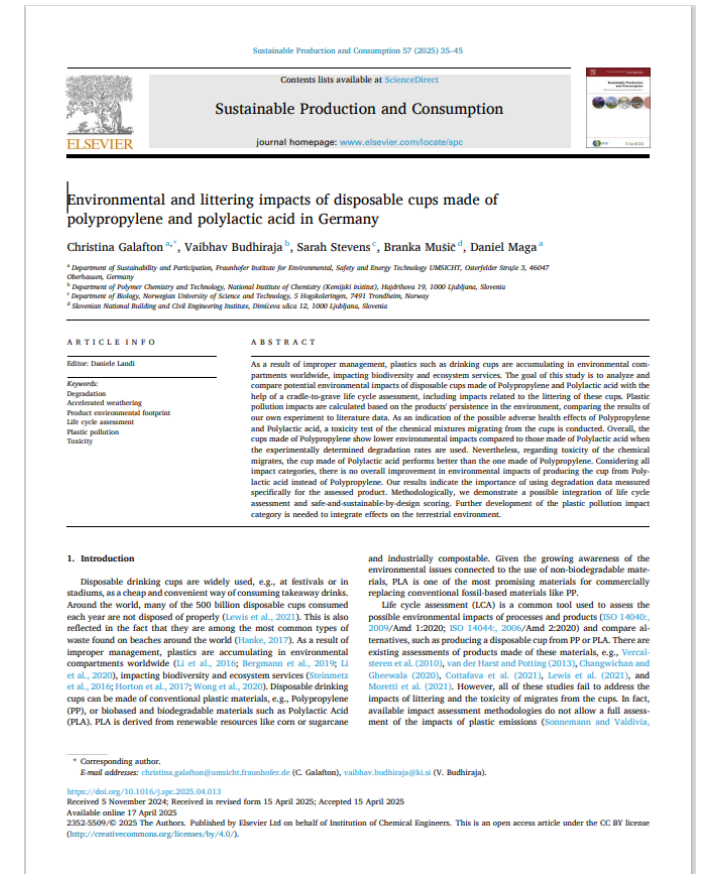 Sustainable Production and Consumption 57 (2025) 35–45
Contents lists available at ScienceDirect
Sustainable Production and Consumption
journal homepage: www.elsevier.com/locate/spc
ELSEVIER
Environmental and littering impacts of disposable cups made of
polypropylene and polylactic acid in Germany
Christina Galafton a,*, Vaibhav Budhiraja b, Sarah Stevens c, Branka Mušič d, Daniel Maga a
a Department of Sustainability and Participation, Fraunhofer Institute for Environmental, Safety and Energy Technology UMSICHT, Osterfelder Straße 3, 46047
Oberhausen, Germany
b Department of Polymer Chemistry and Technology, National Institute of Chemistry (Kemijski inštitut), Hajdrihova 19, 1000 Ljubljana, Slovenia
c Department of Biology, Norwegian University of Science and Technology, 5 Høgskoleringen, 7491 Trondheim, Norway
d Slovenian National Building and Civil Engineering Institute, Dimičeva ulica 12, 1000 Ljubljana, Slovenia
ARTICLE INFO
Editor: Daniele Landi
Keywords:
Degradation
Accelerated weathering
Product environmental footprint
Life cycle assessment
Plastic pollution
Toxicity
ABSTRACT
As a result of improper management, plastics such as drinking cups are accumulating in environmental com-
partments worldwide, impacting biodiversity and ecosystem services. The goal of this study is to analyze and
compare potential environmental impacts of disposable cups made of Polypropylene and Polylactic acid with the
help of a cradle-to-grave life cycle assessment, including impacts related to the littering of these cups. Plastic
pollution impacts are calculated based on the products' persistence in the environment, comparing the results of
our own experiment to literature data. As an indication of the possible adverse health effects of Polypropylene
and Polylactic acid, a toxicity test of the chemical mixtures migrating from the cups is conducted. Overall, the
cups made of Polypropylene show lower environmental impacts compared to those made of Polylactic acid when
the experimentally determined degradation rates are used. Nevertheless, regarding toxicity of the chemical
migrates, the cup made of Polylactic acid performs better than the one made of Polypropylene. Considering all
impact categories, there is no overall improvement in environmental impacts of producing the cup from Poly-
lactic acid instead of Polypropylene. Our results indicate the importance of using degradation data measured
specifically for the assessed product. Methodologically, we demonstrate a possible integration of life cycle
assessment and safe-and-sustainable-by-design scoring. Further development of the plastic pollution impact
category is needed to integrate effects on the terrestrial environment.
1. Introduction
Disposable drinking cups are widely used, e.g., at festivals or in
stadiums, as a cheap and convenient way of consuming takeaway drinks.
Around the world, many of the 500 billion disposable cups consumed
each year are not disposed of properly (Lewis et al., 2021). This is also
reflected in the fact that they are among the most common types of
waste found on beaches around the world (Hanke, 2017). As a result of
improper management, plastics are accumulating in environmental
compartments worldwide (Li et al., 2016; Bergmann et al., 2019; Li
et al., 2020), impacting biodiversity and ecosystem services (Steinmetz
et al., 2016; Horton et al., 2017; Wong et al., 2020). Disposable drinking
cups can be made of conventional plastic materials, e.g., Polypropylene
(PP), or biobased and biodegradable materials such as Polylactic Acid
(PLA). PLA is derived from renewable resources like corn or sugarcane
and industrially compostable. Given the growing awareness of the
environmental issues connected to the use of non-biodegradable mate-
rials, PLA is one of the most promising materials for commercially
replacing conventional fossil-based materials like PP.
Life cycle assessment (LCA) is a common tool used to assess the
possible environmental impacts of processes and products (ISO 14040:,
2009/Amd 1:2020; ISO 14044:, 2006/Amd 2:2020) and compare al-
ternatives, such as producing a disposable cup from PP or PLA. There are
existing assessments of products made of these materials, e.g., Vercal-
steren et al. (2010), van der Harst and Potting (2013), Changwichan and
Gheewala (2020), Cottafava et al. (2021), Lewis et al. (2021), and
Moretti et al. (2021). However, all of these studies fail to address the
impacts of littering and the toxicity of migrates from the cups. In fact,
available impact assessment methodologies do not allow a full assess-
ment of the impacts of plastic emissions (Sonnemann and Valdivia,
* Corresponding author.
E-mail addresses: christina.galafton@umsicht.fraunhofer.de (C. Galafton), vaibhav.budhiraja@ki.si (V. Budhiraja).
https://doi.org/10.1016/j.spc.2025.04.013
Received 5 November 2024; Received in revised form 15 April 2025; Accepted 15 April 2025
Available online 17 April 2025
2352-5509/© 2025 The Authors. Published by Elsevier Ltd on behalf of Institution of Chemical Engineers. This is an open access article under the CC BY license
(http://creativecommons.org/licenses/by/4.0/).